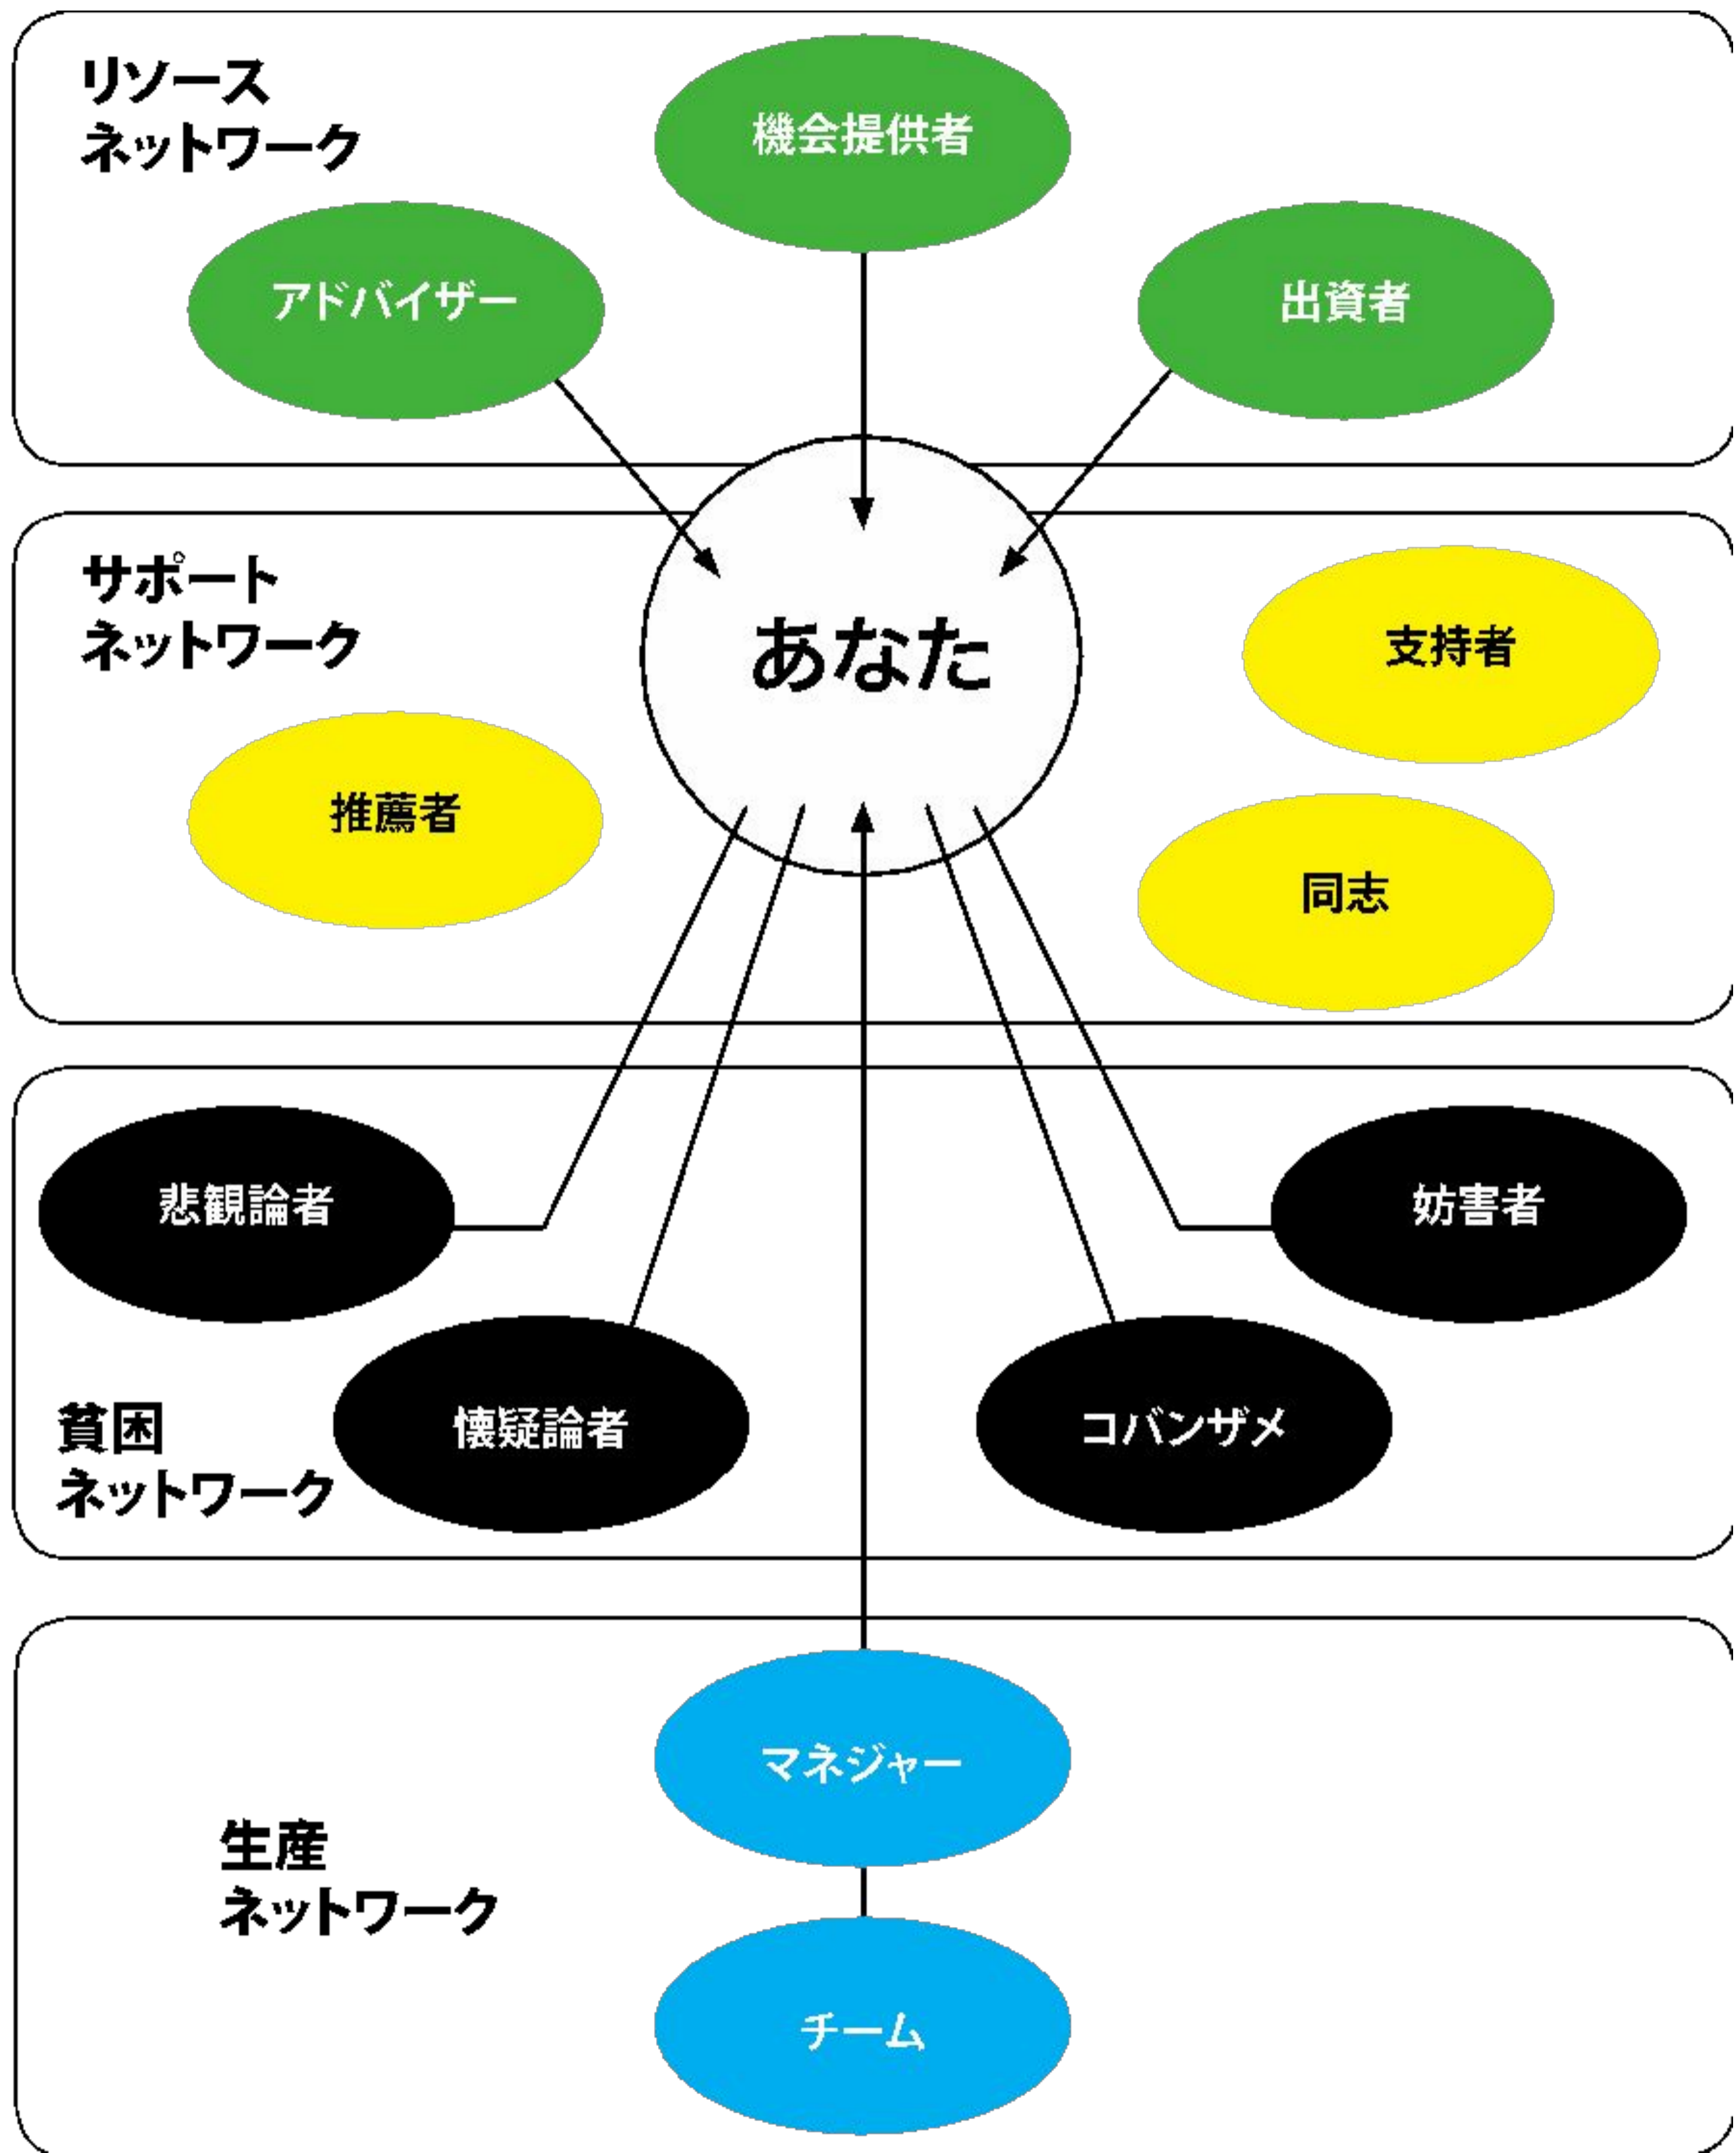 リソース
ネットワーク
機会提供者
アドバイザー
出資者
サポート
ネットワーク
あなた
支持者
推薦者
同志
悲観論者
妨害者
懐疑論者
コバンザメ
貧困
ネットワーク
マネジャー
生産
ネットワーク
チーム